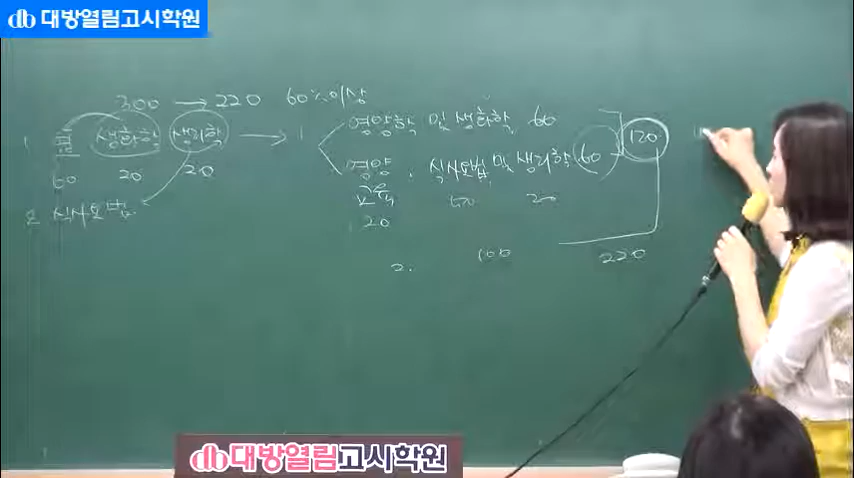 대방열림고시학원
300 → 220 60%이상
1 생화학 생리학 → 1
60 20 20
2 식사요법
영양학 및 생화학 60
영양교육, 식사요법 및 생리학 60
20 20
120
2. 100 220
대방열림고시학원